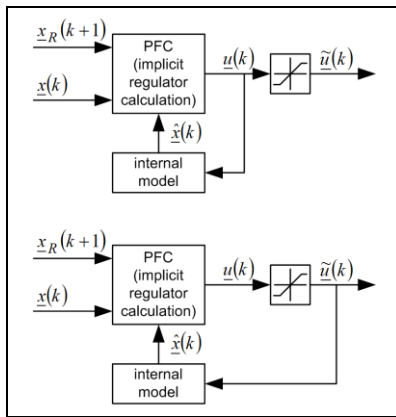 x_R(k+1)
PFC
(implicit
regulator
calculation)
u(k)
ũ(k)
x(k)
x̂(k)
internal
model
x_R(k+1)
PFC
(implicit
regulator
calculation)
u(k)
ũ(k)
x(k)
x̂(k)
internal
model